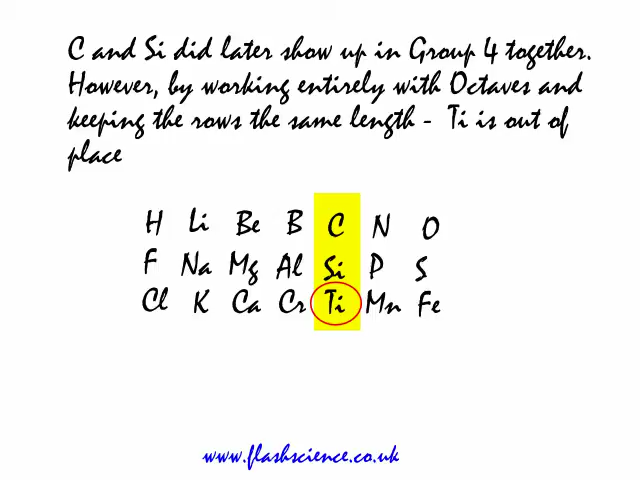 C and Si did later show up in Group 4 together.
However, by working entirely with Octaves and
keeping the rows the same length - Ti is out of
place
H Li Be B C N O
F Na Mg Al Si P S
Cl K Ca Cr Ti Mn Fe
www.flashscience.co.uk